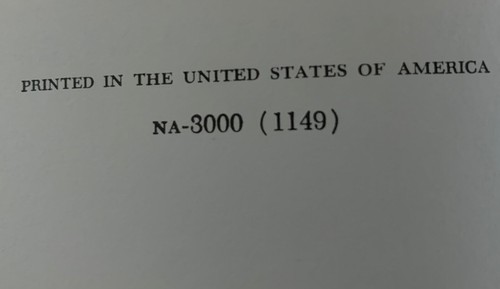 PRINTED IN THE UNITED STATES OF AMERICA
NA-3000 (1149)